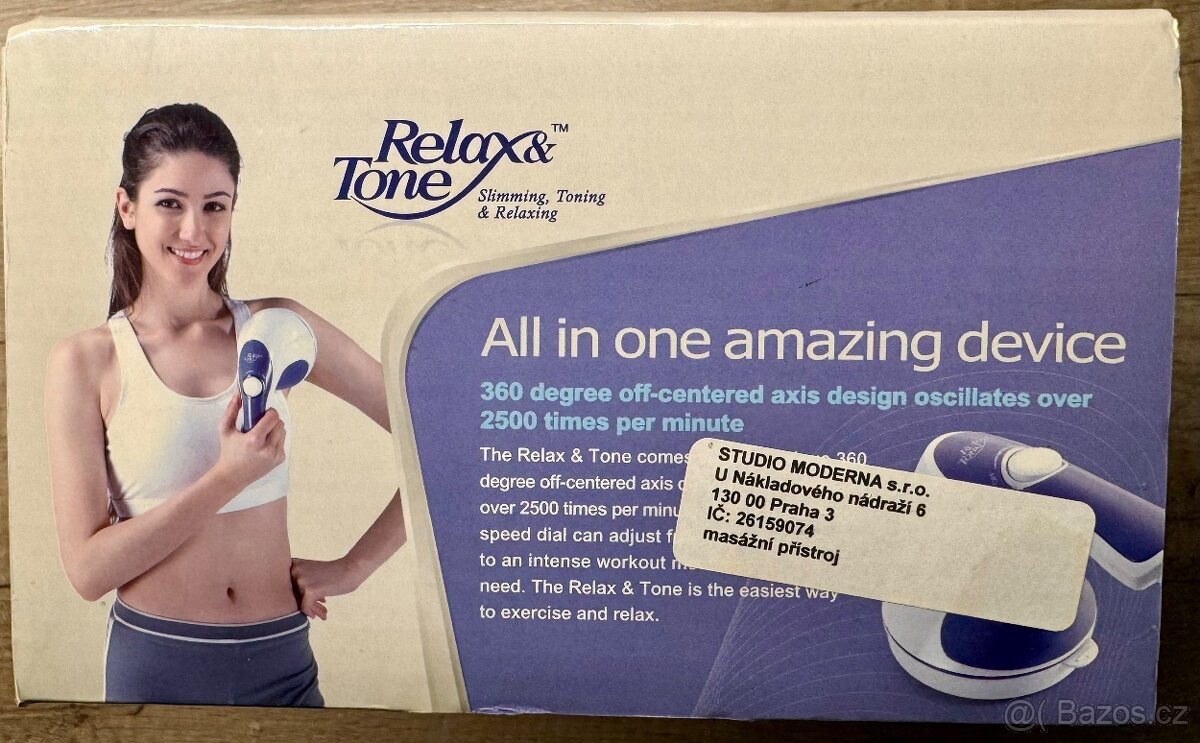 Relax &™
Tone
Slimming, Toning
& Relaxing
All in one amazing device
360 degree off-centered axis design oscillates over
2500 times per minute
The Relax & Tone comes 360
degree off-centered axis
over 2500 times per
speed dial can adjust
to an intense workout
need. The Relax & Tone is the easiest way
to exercise and relax.
STUDIO MODERNA s.r.o.
U Nákladového nádraží 6
130 00 Praha 3
IČ: 26159074
masážní přístroj
@( Bazos.cz